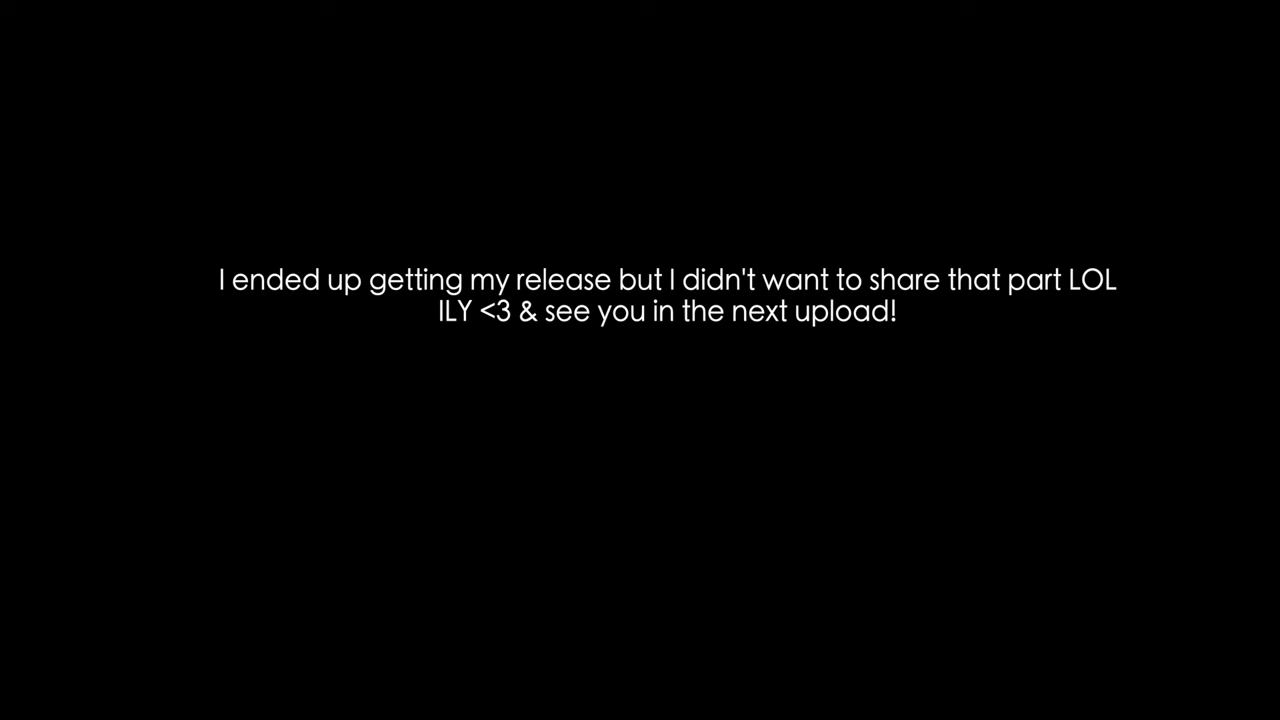 I ended up getting my release but I didn't want to share that part LOL
ILY <3 & see you in the next upload!